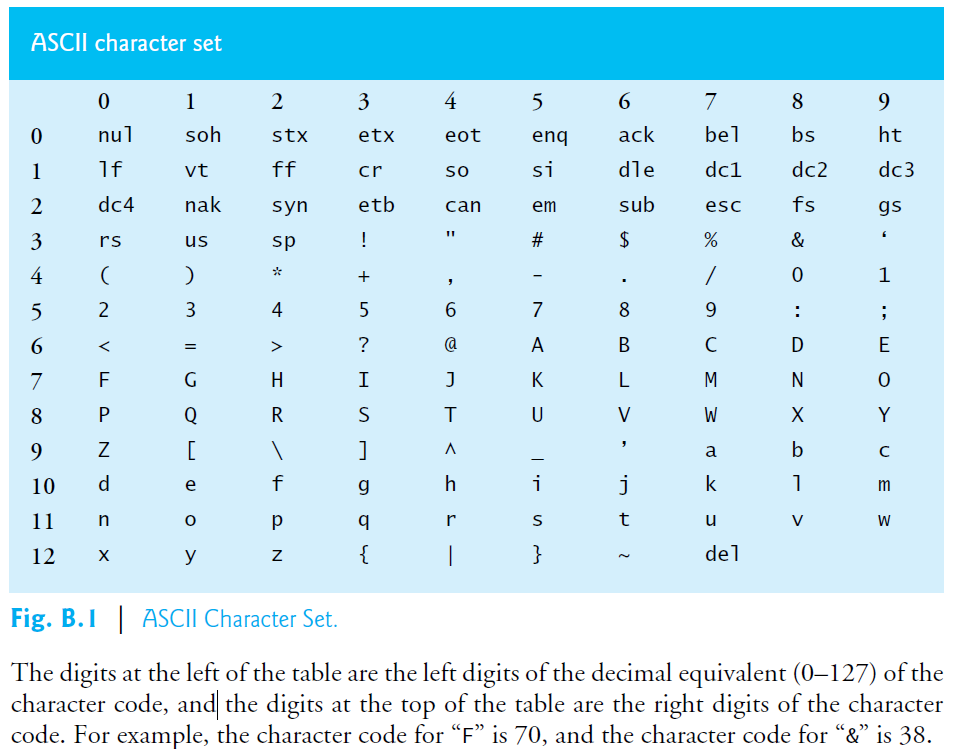 ASCII character set
0 1 2 3 4 5 6 7 8 9
0 nul soh stx etx eot enq ack bel bs ht
1 lf vt ff cr so si dle dc1 dc2 dc3
2 dc4 nak syn etb can em sub esc fs gs
3 rs us sp ! " # $ % & ‘
4 ( ) * + , - . / 0 1
5 2 3 4 5 6 7 8 9 : ;
6 < = > ? @ A B C D E
7 F G H I J K L M N O
8 P Q R S T U V W X Y
9 Z [ \ ] ^ _ ’ a b c
10 d e f g h i j k l m
11 n o p q r s t u v w
12 x y z { | } ~ del
Fig. B.1 | ASCII Character Set.
The digits at the left of the table are the left digits of the decimal equivalent (0–127) of the
character code, and the digits at the top of the table are the right digits of the character
code. For example, the character code for “F” is 70, and the character code for “&” is 38.